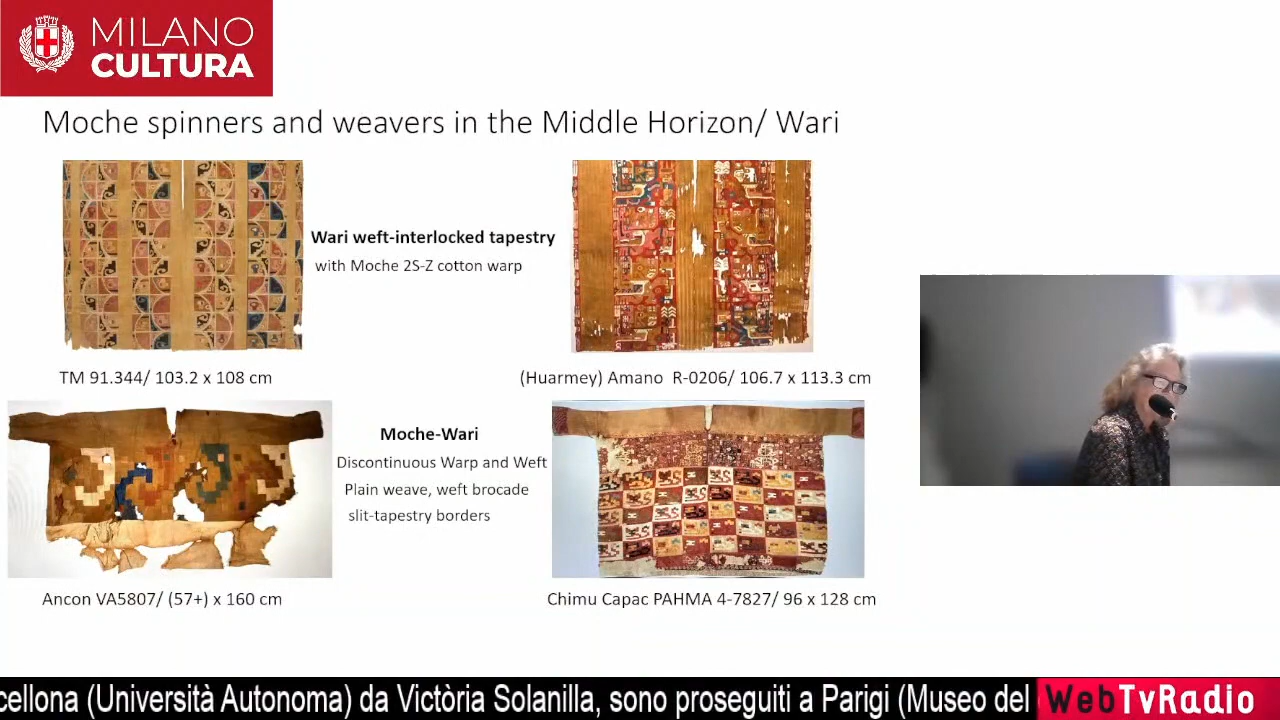 MILANO
CULTURA
Moche spinners and weavers in the Middle Horizon/ Wari
Wari weft-interlocked tapestry
with Moche 2S-Z cotton warp
TM 91.344/ 103.2 x 108 cm
(Huarmey) Amano R-0206/ 106.7 x 113.3 cm
Moche-Wari
Discontinuous Warp and Weft
Plain weave, weft brocade
slit-tapestry borders
Ancon VA5807/ (57+) x 160 cm
Chimu Capac PAHMA 4-7827/ 96 x 128 cm
cellona (Università Autonoma) da Victòria Solanilla, sono proseguiti a Parigi (Museo del
WebTvRadio